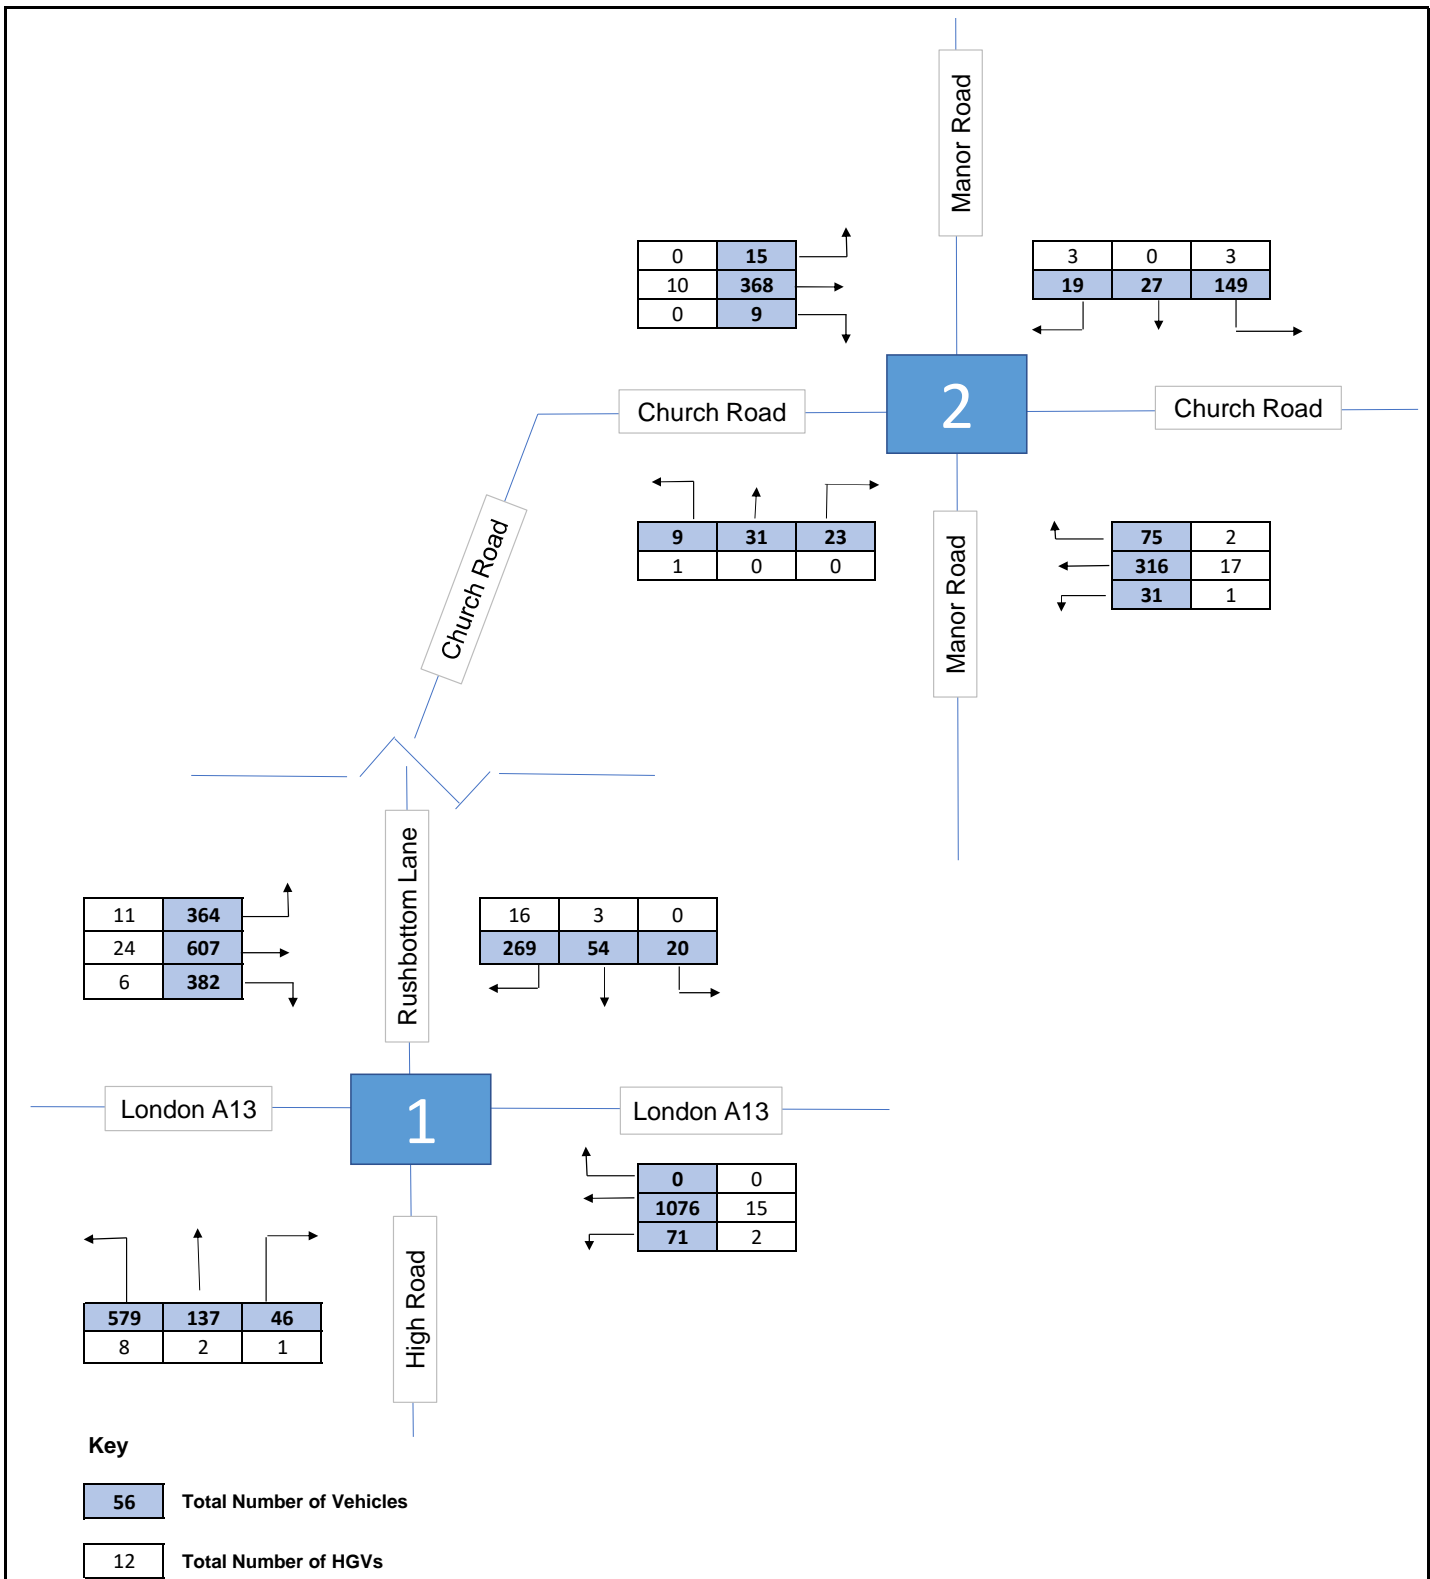 Manor Road
0 15
10 368
0 9
3 0 3
19 27 149
2
Church Road
Church Road
9 31 23
1 0 0
75 2
316 17
31 1
Church Road
Manor Road
Rushbottom Lane
11 364
24 607
6 382
16 3 0
269 54 20
London A13
1
London A13
0 0
1076 15
71 2
579 137 46
8 2 1
High Road
Key
56 Total Number of Vehicles
12 Total Number of HGVs